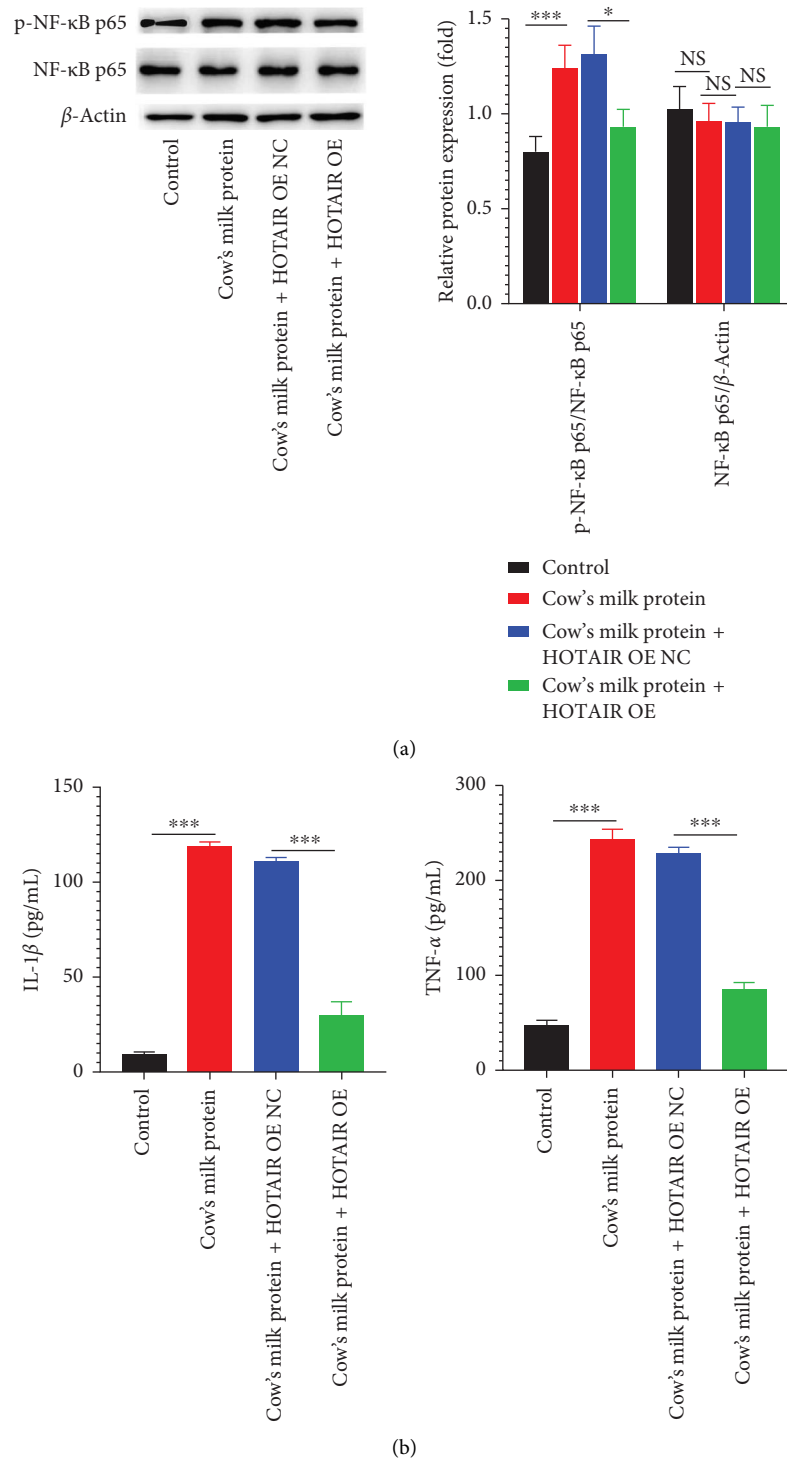 p-NF-κB p65
NF-κB p65
β-Actin
Control
Cow's milk protein
Cow's milk protein + HOTAIR OE NC
Cow's milk protein + HOTAIR OE
Relative protein expression (fold)
1.5
1.0
0.5
0.0
***
*
NS
NS
NS
p-NF-κB p65/NF-κB p65
NF-κB p65/β-Actin
Control
Cow's milk protein
Cow's milk protein +
HOTAIR OE NC
Cow's milk protein +
HOTAIR OE
(a)
IL-1β (pg/mL)
150
100
50
0
***
***
Control
Cow's milk protein
Cow's milk protein + HOTAIR OE NC
Cow's milk protein + HOTAIR OE
TNF-α (pg/mL)
300
200
100
0
***
***
Control
Cow's milk protein
Cow's milk protein + HOTAIR OE NC
Cow's milk protein + HOTAIR OE
(b)